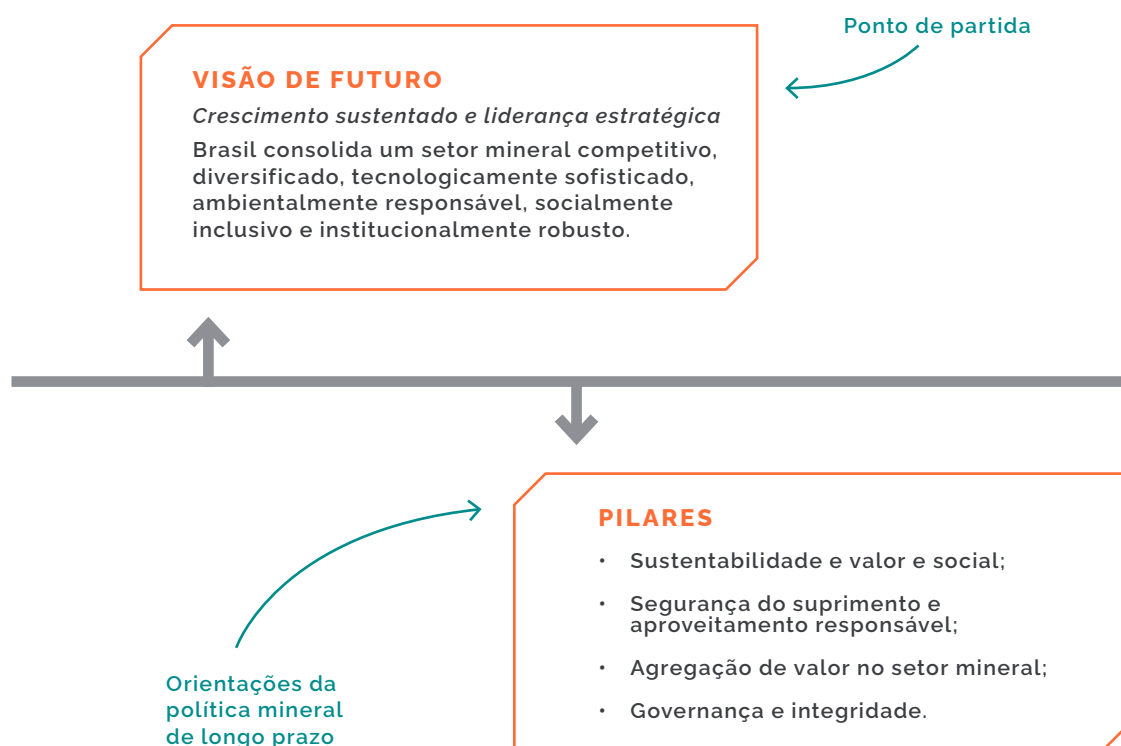 Ponto de partida
VISÃO DE FUTURO
Crescimento sustentado e liderança estratégica
Brasil consolida um setor mineral competitivo,
diversificado, tecnologicamente sofisticado,
ambientalmente responsável, socialmente
inclusivo e institucionalmente robusto.
PILARES
• Sustentabilidade e valor e social;
• Segurança do suprimento e
aproveitamento responsável;
• Agregação de valor no setor mineral;
• Governança e integridade.
Orientações da
política mineral
de longo prazo